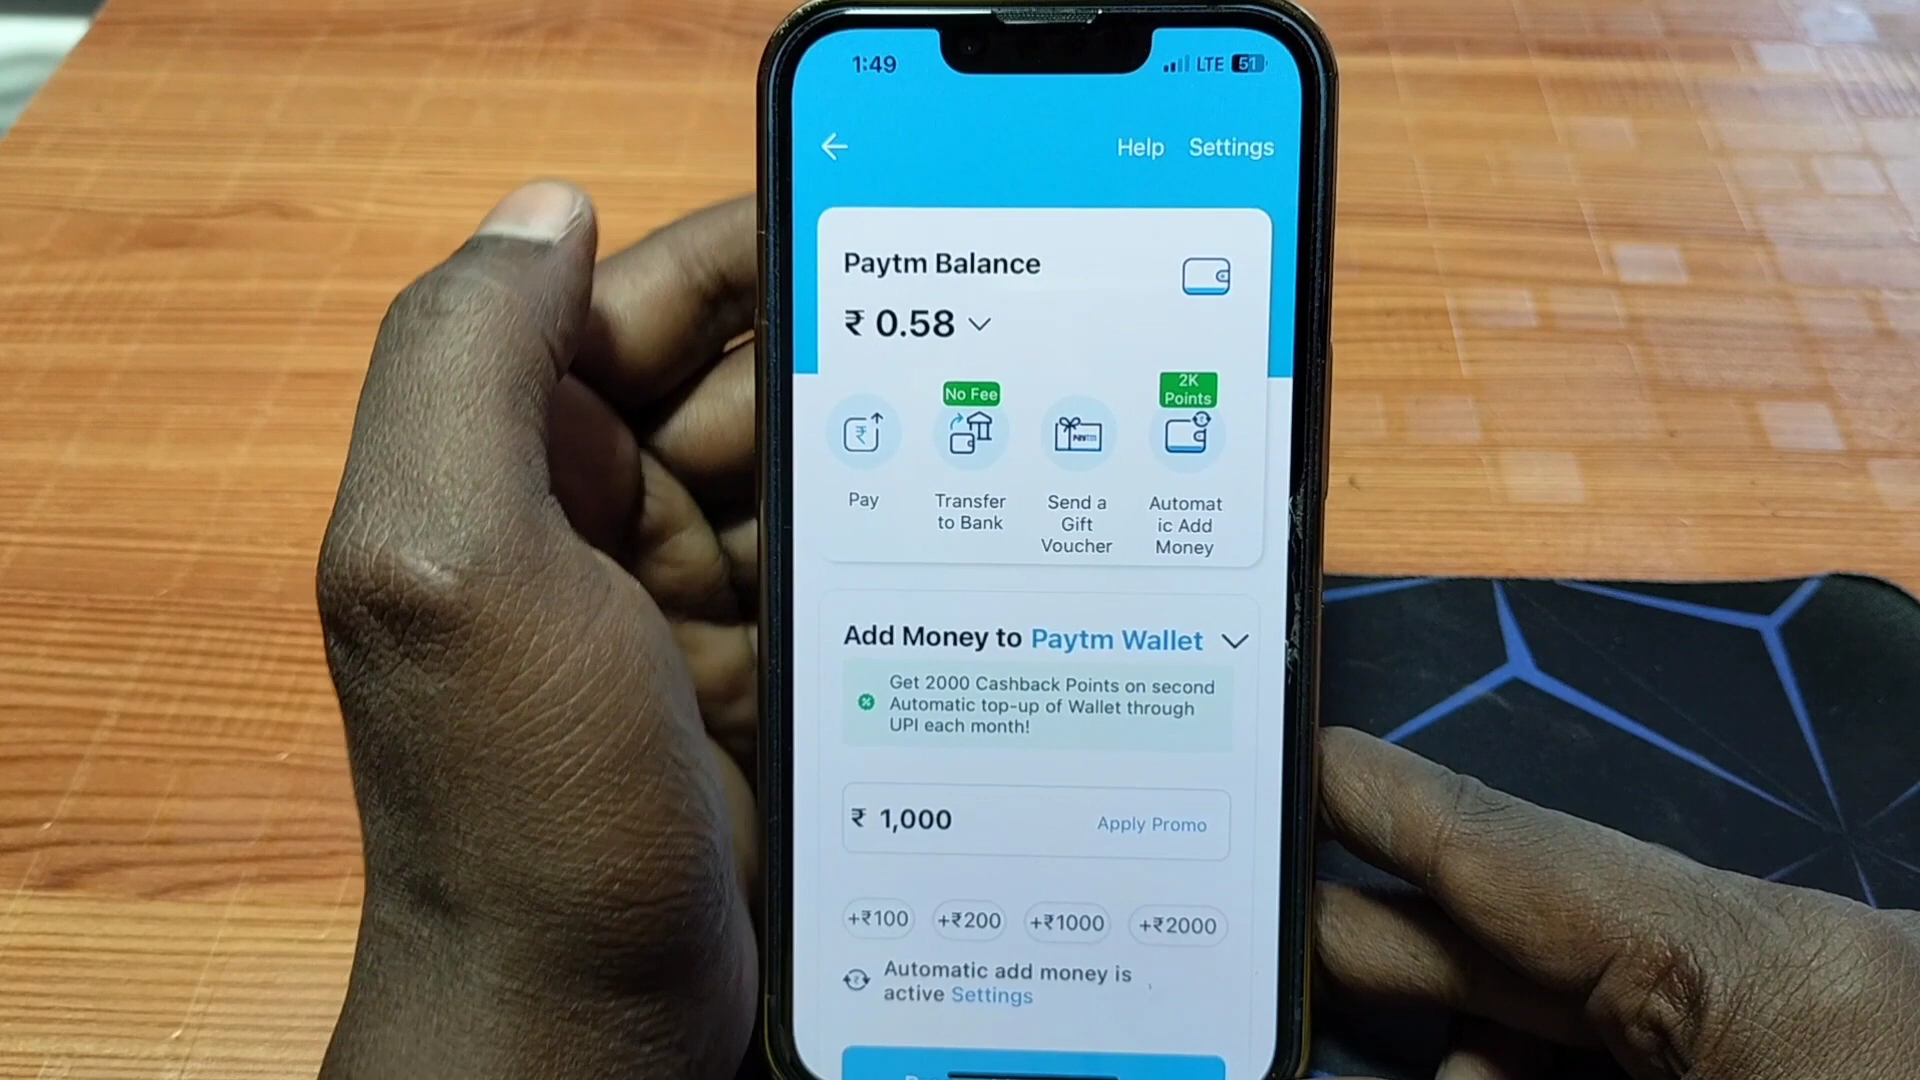 1:49 LTE 51
Help Settings
Paytm Balance
₹ 0.58
No Fee
2K
Points
Pay
Transfer
to Bank
Send a
Gift
Voucher
Automat
ic Add
Money
Add Money to Paytm Wallet
Get 2000 Cashback Points on second
Automatic top-up of Wallet through
UPI each month!
₹ 1,000 Apply Promo
+₹100 +₹200 +₹1000 +₹2000
Automatic add money is
active Settings